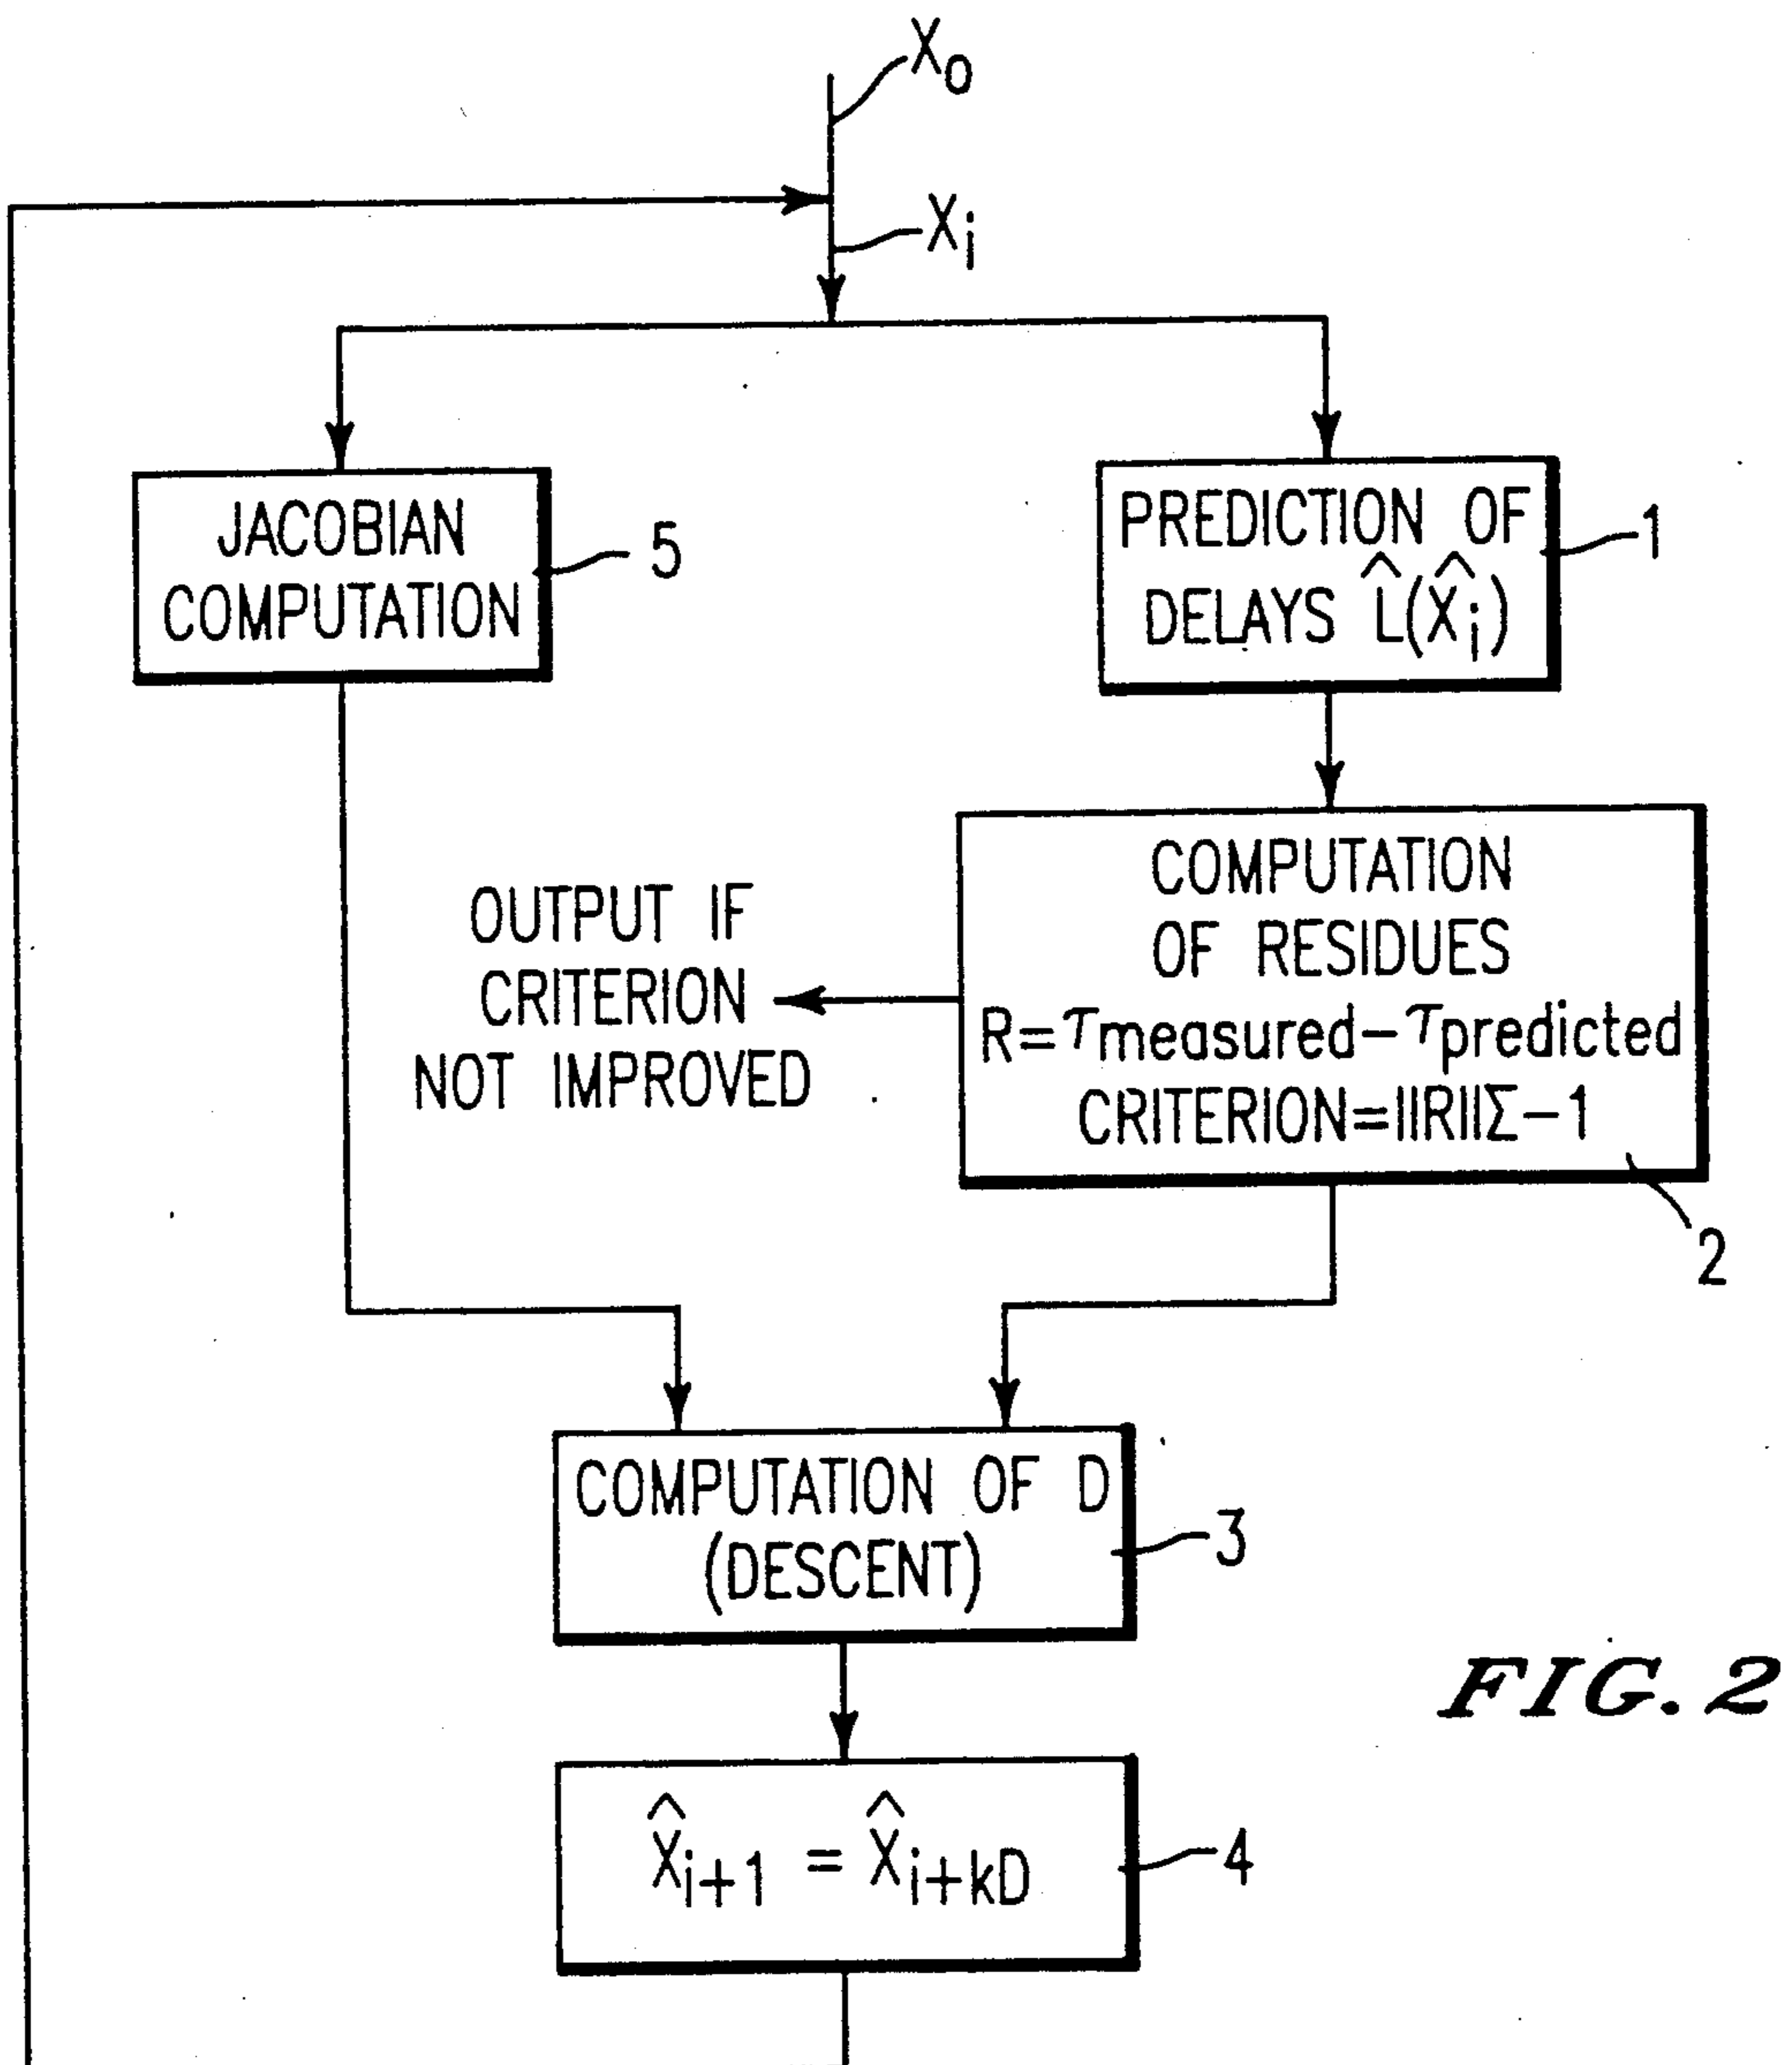 X₀
Xᵢ
JACOBIAN
COMPUTATION
5
PREDICTION OF
DELAYS L̂(X̂ᵢ)
1
COMPUTATION
OF RESIDUES
R=τmeasured−τpredicted
CRITERION=||R||Σ−1
2
OUTPUT IF
CRITERION
NOT IMPROVED
COMPUTATION OF D
(DESCENT)
3
X̂ᵢ₊₁ = X̂ᵢ₊kD
4
FIG. 2